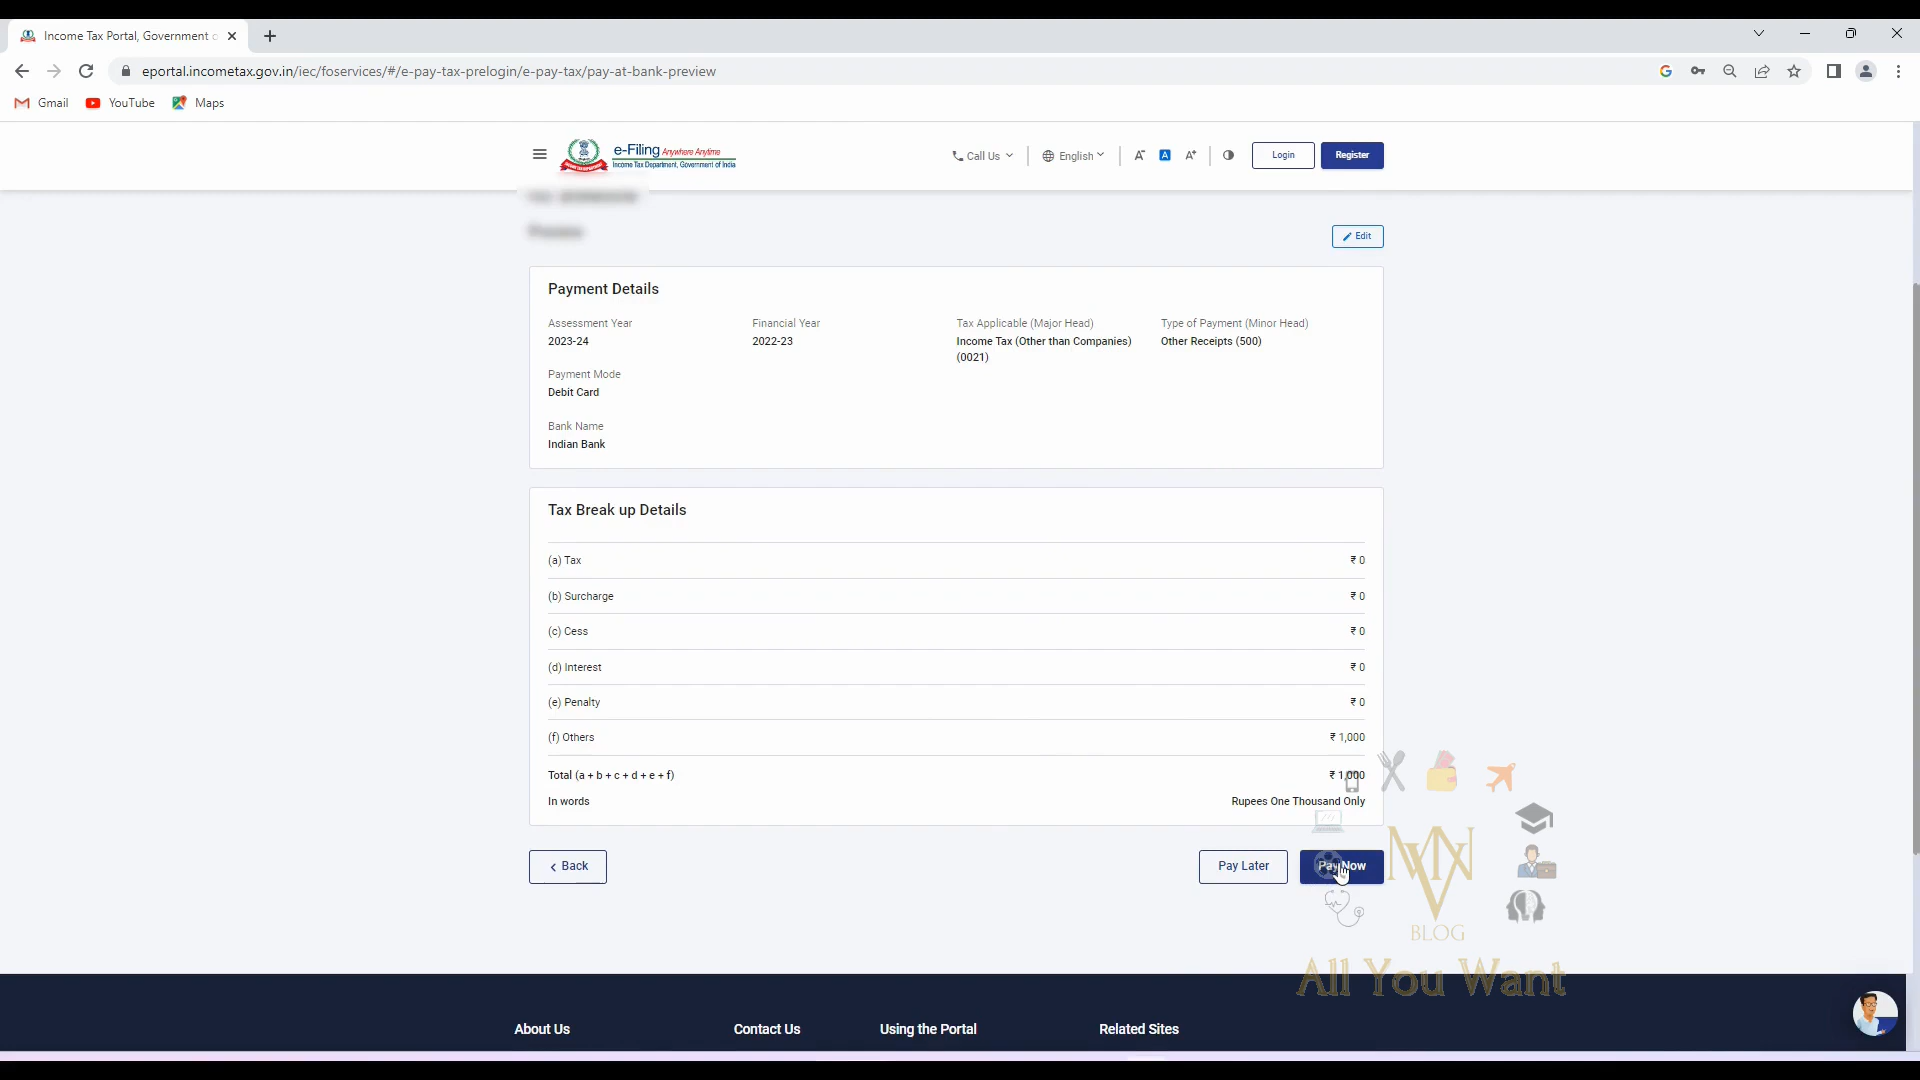 Income Tax Portal, Government o
eportal.incometax.gov.in/iec/foservices/#/e-pay-tax-prelogin/e-pay-tax/pay-at-bank-preview
Gmail YouTube Maps
e-Filing Anywhere Anytime
Income Tax Department, Government of India
Call Us English A- A A+ Login Register
Edit
Payment Details
Assessment Year Financial Year Tax Applicable (Major Head) Type of Payment (Minor Head)
2023-24 2022-23 Income Tax (Other than Companies) Other Receipts (500)
(0021)
Payment Mode
Debit Card
Bank Name
Indian Bank
Tax Break up Details
(a) Tax ₹ 0
(b) Surcharge ₹ 0
(c) Cess ₹ 0
(d) Interest ₹ 0
(e) Penalty ₹ 0
(f) Others ₹ 1,000
Total (a + b + c + d + e + f) ₹ 1,000
In words Rupees One Thousand Only
Back Pay Later Pay Now
BLOG
All You Want
About Us Contact Us Using the Portal Related Sites